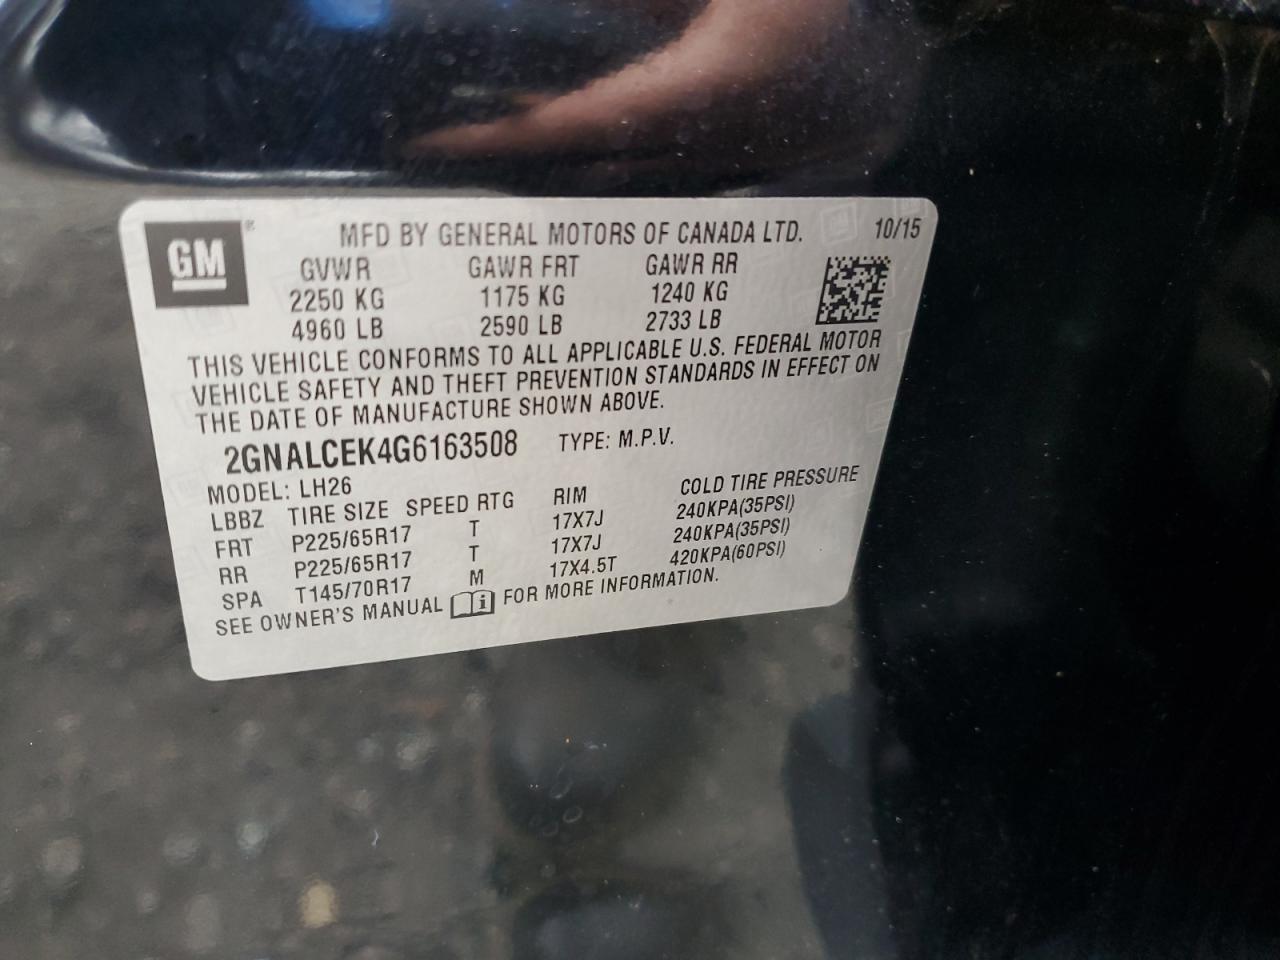 GM ® MFD BY GENERAL MOTORS OF CANADA LTD. 10/15
GVWR GAWR FRT GAWR RR
2250 KG 1175 KG 1240 KG
4960 LB 2590 LB 2733 LB
THIS VEHICLE CONFORMS TO ALL APPLICABLE U.S. FEDERAL MOTOR
VEHICLE SAFETY AND THEFT PREVENTION STANDARDS IN EFFECT ON
THE DATE OF MANUFACTURE SHOWN ABOVE.
2GNALCEK4G6163508 TYPE: M.P.V.
MODEL: LH26
LBBZ TIRE SIZE SPEED RTG RIM COLD TIRE PRESSURE
FRT P225/65R17 T 17X7J 240KPA(35PSI)
RR P225/65R17 T 17X7J 240KPA(35PSI)
SPA T145/70R17 M 17X4.5T 420KPA(60PSI)
SEE OWNER'S MANUAL i FOR MORE INFORMATION.